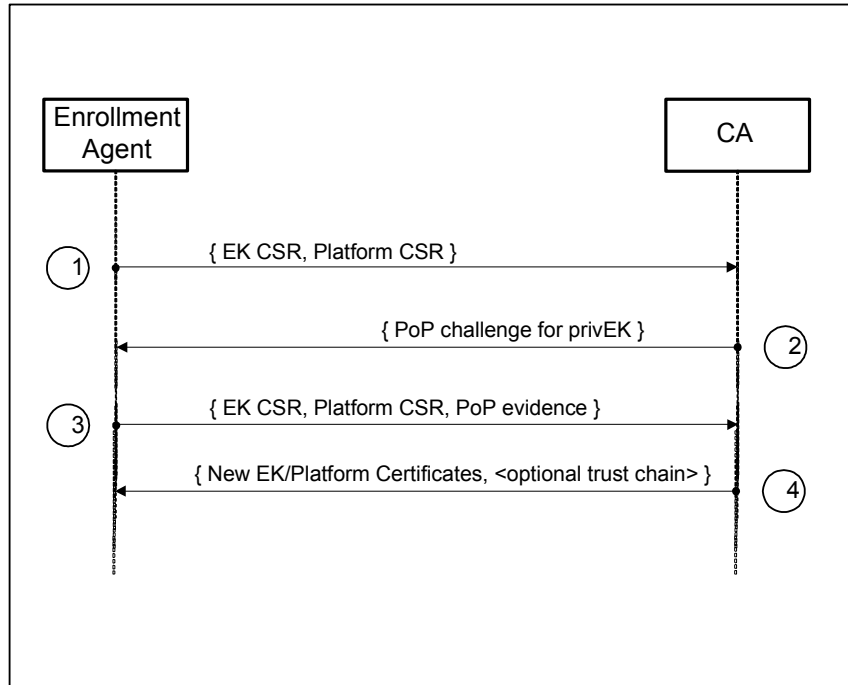 Enrollment
Agent
CA
{ EK CSR, Platform CSR }
1
{ PoP challenge for privEK }
2
{ EK CSR, Platform CSR, PoP evidence }
3
{ New EK/Platform Certificates, <optional trust chain> }
4